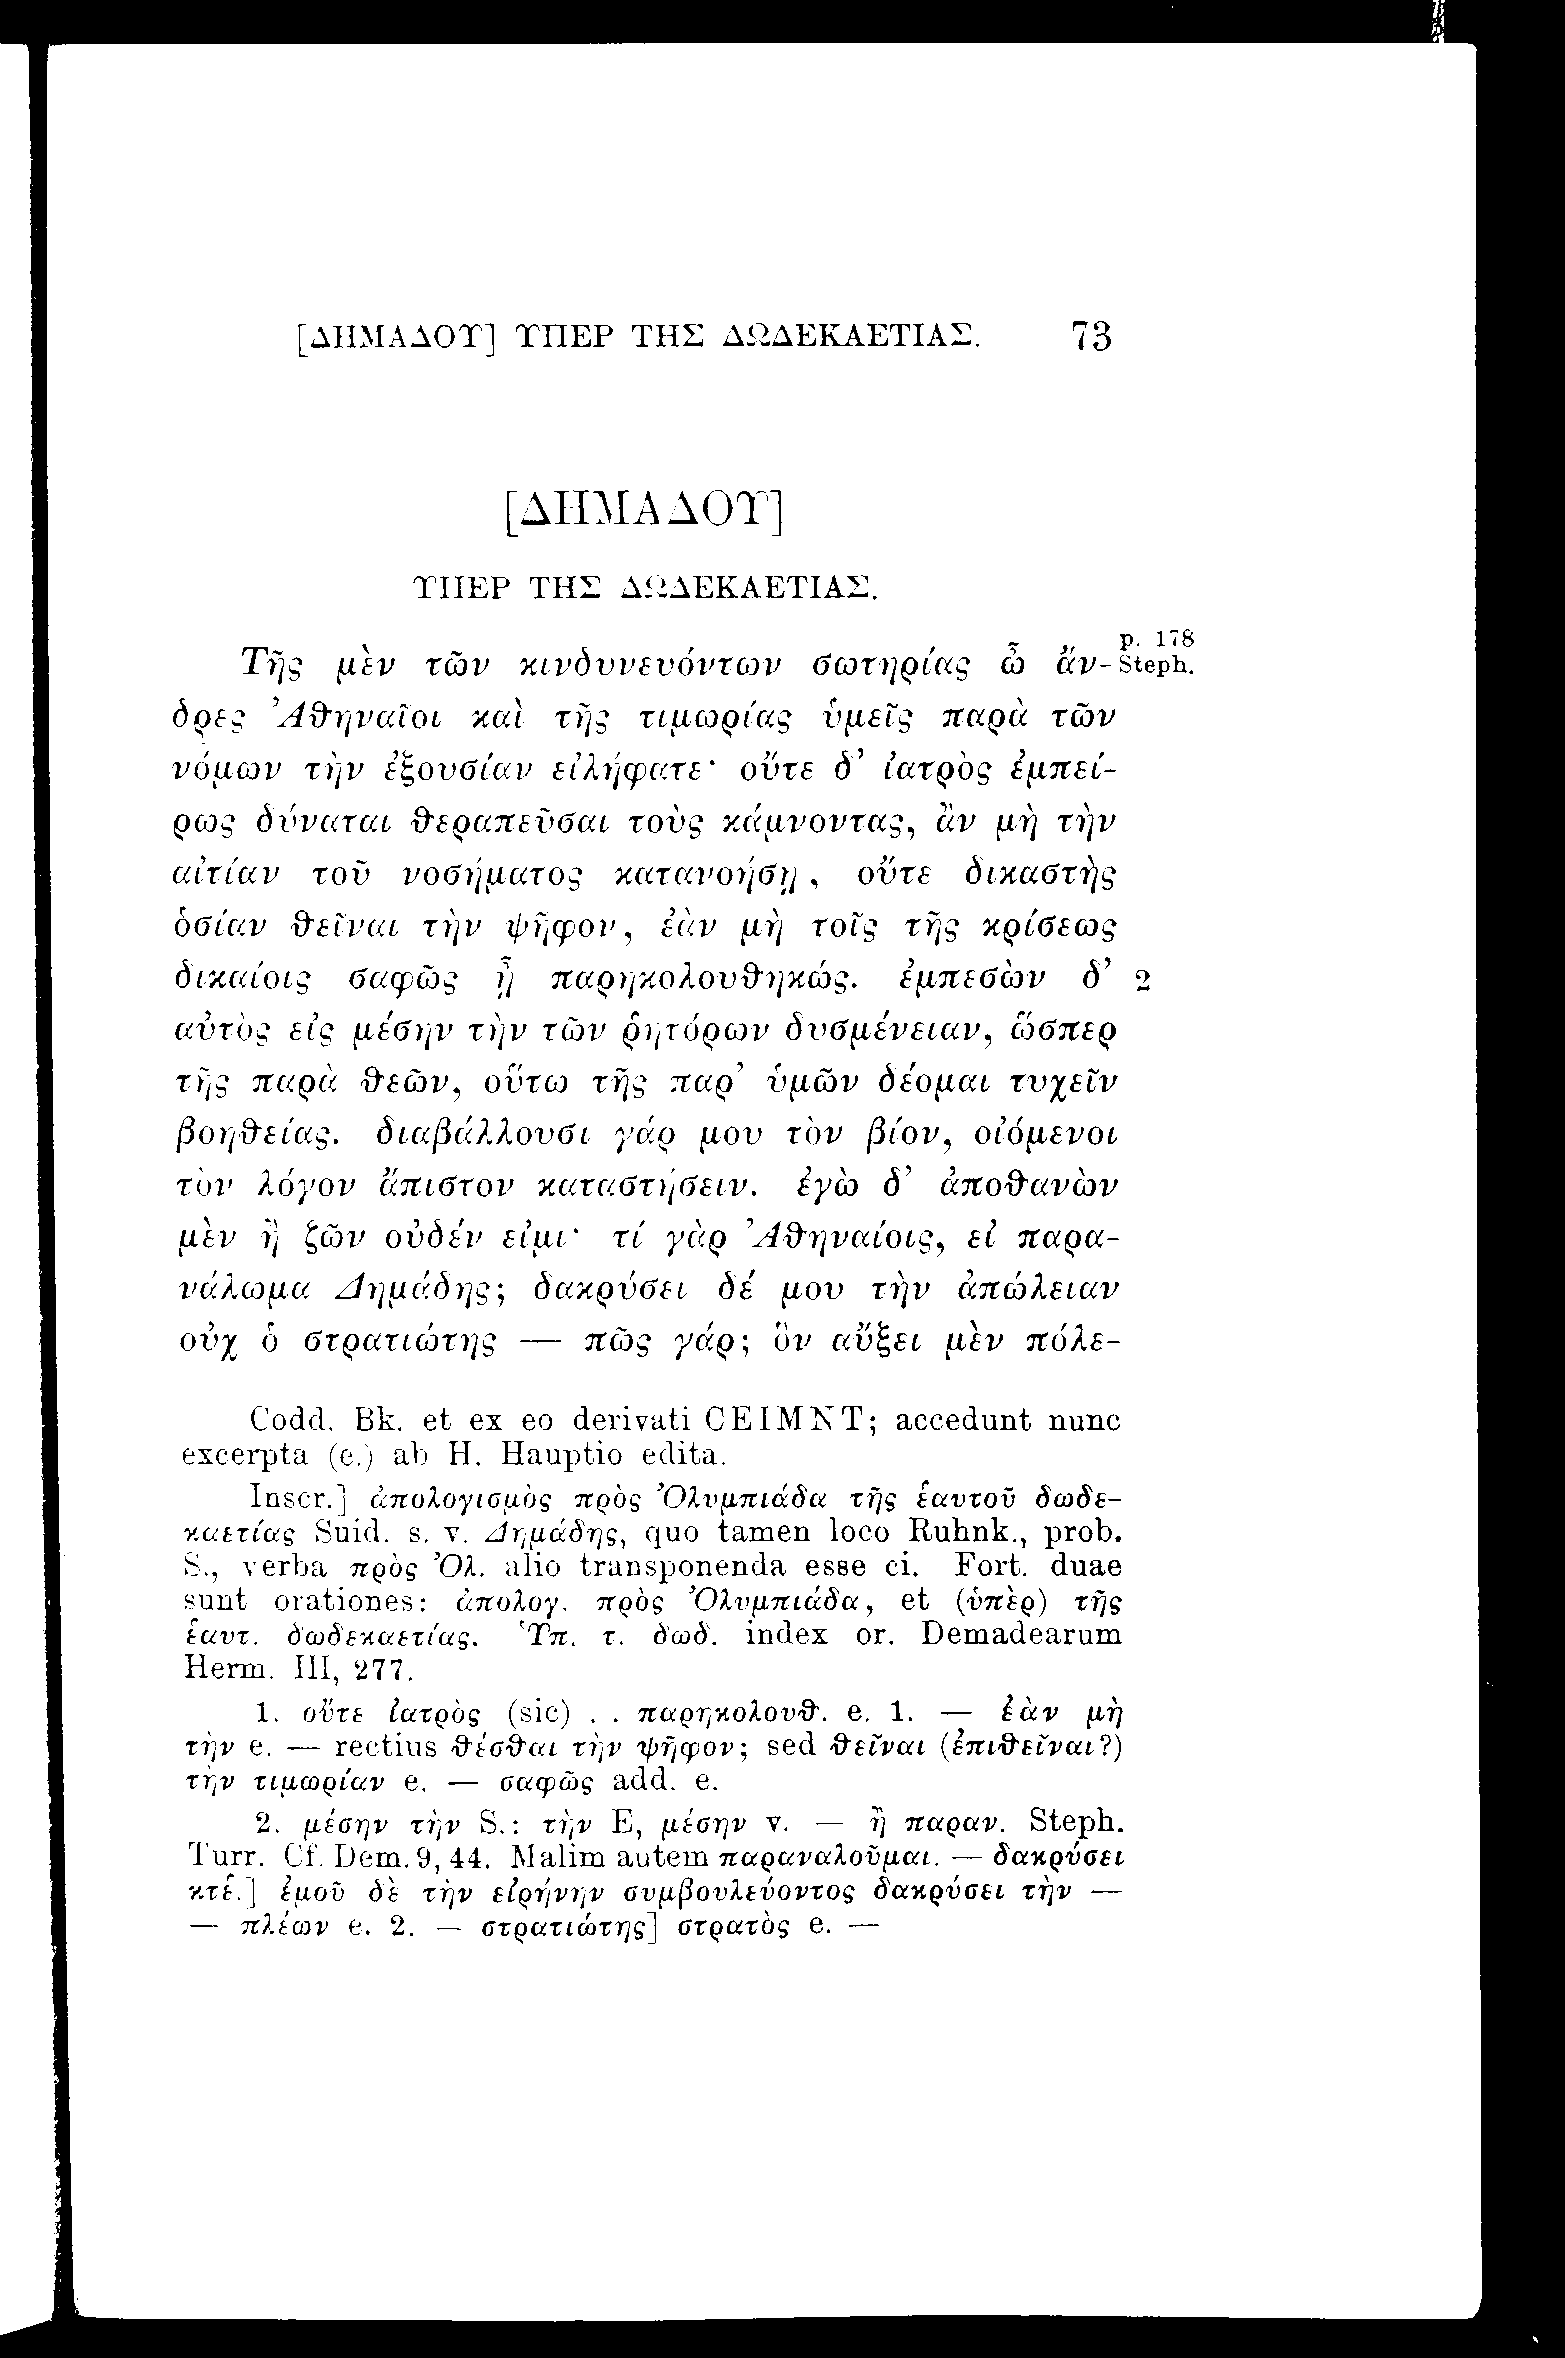 [ΔΗΜΑΔΟΥ] ΥΠΕΡ ΤΗΣ ΔΩΔΕΚΑΕΤΙΑΣ. 73
[ΔΗΜΑΔΟΥ]
ΥΠΕΡ ΤΗΣ ΔΩΔΕΚΑΕΤΙΑΣ.
p. 178
Τῆς μὲν τῶν κινδυνευόντων σωτηρίας ὦ ἄν- Steph.
δρες Ἀθηναῖοι καὶ τῆς τιμωρίας ὑμεῖς παρὰ τῶν
νόμων τὴν ἐξουσίαν εἰλήφατε· οὔτε δ’ ἰατρὸς ἐμπεί-
ρως δύναται θεραπεῦσαι τοὺς κάμνοντας, ἂν μὴ τὴν
αἰτίαν τοῦ νοσήματος κατανοήσῃ, οὔτε δικαστὴς
ὁσίαν θεῖναι τὴν ψῆφον, ἐὰν μὴ τοῖς τῆς κρίσεως
δικαίοις σαφῶς ᾖ παρηκολουθηκώς. ἐμπεσὼν δ’ 2
αὐτὸς εἰς μέσην τὴν τῶν ῥητόρων δυσμένειαν, ὥσπερ
τῆς παρὰ θεῶν, οὕτω τῆς παρ’ ὑμῶν δέομαι τυχεῖν
βοηθείας. διαβάλλουσι γάρ μου τὸν βίον, οἰόμενοι
τὸν λόγον ἄπιστον καταστήσειν. ἐγὼ δ’ ἀποθανὼν
μὲν ἢ ζῶν οὐδέν εἰμι· τί γὰρ Ἀθηναίοις, εἰ παρα-
νάλωμα Δημάδης; δακρύσει δέ μου τὴν ἀπώλειαν
οὐχ ὁ στρατιώτης — πῶς γάρ; ὃν αὔξει μὲν πόλε-
Codd. Bk. et ex eo derivati CEIMNT; accedunt nunc
excerpta (e.) ab H. Hauptio edita.
Inscr.] ἀπολογισμὸς πρὸς Ὀλυμπιάδα τῆς ἑαυτοῦ δωδε-
καετίας Suid. s. v. Δημάδης, quo tamen loco Ruhnk., prob.
S., verba πρὸς Ὀλ. alio transponenda esse ci. Fort. duae
sunt orationes: ἀπολογ. πρὸς Ὀλυμπιάδα, et (ὑπὲρ) τῆς
ἑαυτ. δωδεκαετίας. Ὑπ. τ. δωδ. index or. Demadearum
Herm. III, 277.
1. οὔτε ἰατρὸς (sic) . . παρηκολουθ. e. 1. — ἐὰν μὴ
τὴν e. — rectius θέσθαι τὴν ψῆφον; sed θεῖναι (ἐπιθεῖναι?)
τὴν τιμωρίαν e. — σαφῶς add. e.
2. μέσην τὴν S.: τὴν E, μέσην v. — ἢ παραν. Steph.
Turr. Cf. Dem. 9, 44. Malim autem παραναλοῦμαι. — δακρύσει
κτέ.] ἐμοῦ δὲ τὴν εἰρήνην συμβουλεύοντος δακρύσει τὴν —
— πλέων e. 2. — στρατιώτης] στρατὸς e. —